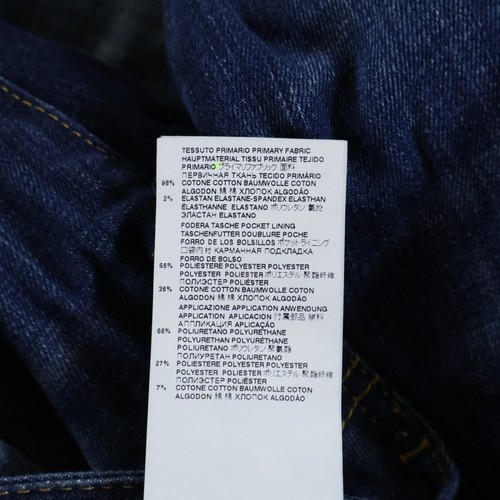 TESSUTO PRIMARIO PRIMARY FABRIC
HAUPTMATERIAL TISSU PRIMAIRE TEJIDO
PRIMARIO プライマリファブリック 面料
ПЕРВИЧНАЯ ТКАНЬ TECIDO PRIMÁRIO
98% COTONE COTTON BAUMWOLLE COTON
ALGODON 綿 棉 ХЛОПОК ALGODÃO
2% ELASTAN ELASTANE-SPANDEX ELASTHAN
ÉLASTHANNE ELASTANO ポリウレタン 氨纶
ЭЛАСТАН ELASTANO
FODERA TASCHE POCKET LINING
TASCHENFUTTER DOUBLURE POCHE
FORRO DE LOS BOLSILLOS ポケットライニング
口袋内衬 КАРМАННАЯ ПОДКЛАДКА
FORRO DE BOLSO
POLIESTERE POLYESTER POLYESTER
POLYESTER POLIESTER ポリエステル 聚酯纤维
ПОЛИЭСТЕР POLIÉSTER
COTONE COTTON BAUMWOLLE COTON
ALGODON 綿 棉 ХЛОПОК ALGODÃO
APPLICAZIONE APPLICATION ANWENDUNG
APPLICATION APLICACION 付属部品
АППЛИКАЦИЯ APLICAÇÃO
66% POLIURETANO POLYURETHANE
POLYURETHAN POLYURÉTHANE
POLIURETANO ポリウレタン 聚氨酯
ПОЛИУРЕТАН POLIURETANO
27% POLIESTERE POLYESTER POLYESTER
POLYESTER POLIESTER ポリエステル 聚酯纤维
ПОЛИЭСТЕР POLIÉSTER
7% COTONE COTTON BAUMWOLLE COTON
ALGODON 綿 棉 ХЛОПОК ALGODÃO